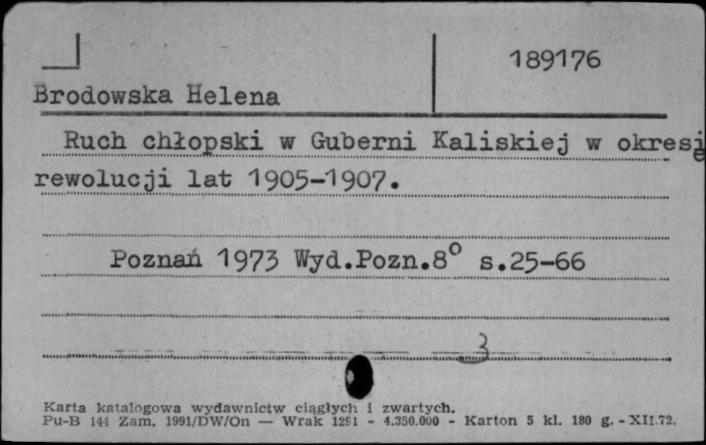 189176
Brodowska Helena
Ruch chłopski w Guberni Kaliskiej w okresie
rewolucji lat 1905-1907.
Poznań 1973 Wyd.Pozn.8° s.25-66
3
Karta katalogowa wydawnictw ciągłych i zwartych.
Pu-B 144 Zam. 1991/DW/On — Wrak 1291 - 4.350.000 - Karton 5 kl. 180 g. - XII.72.